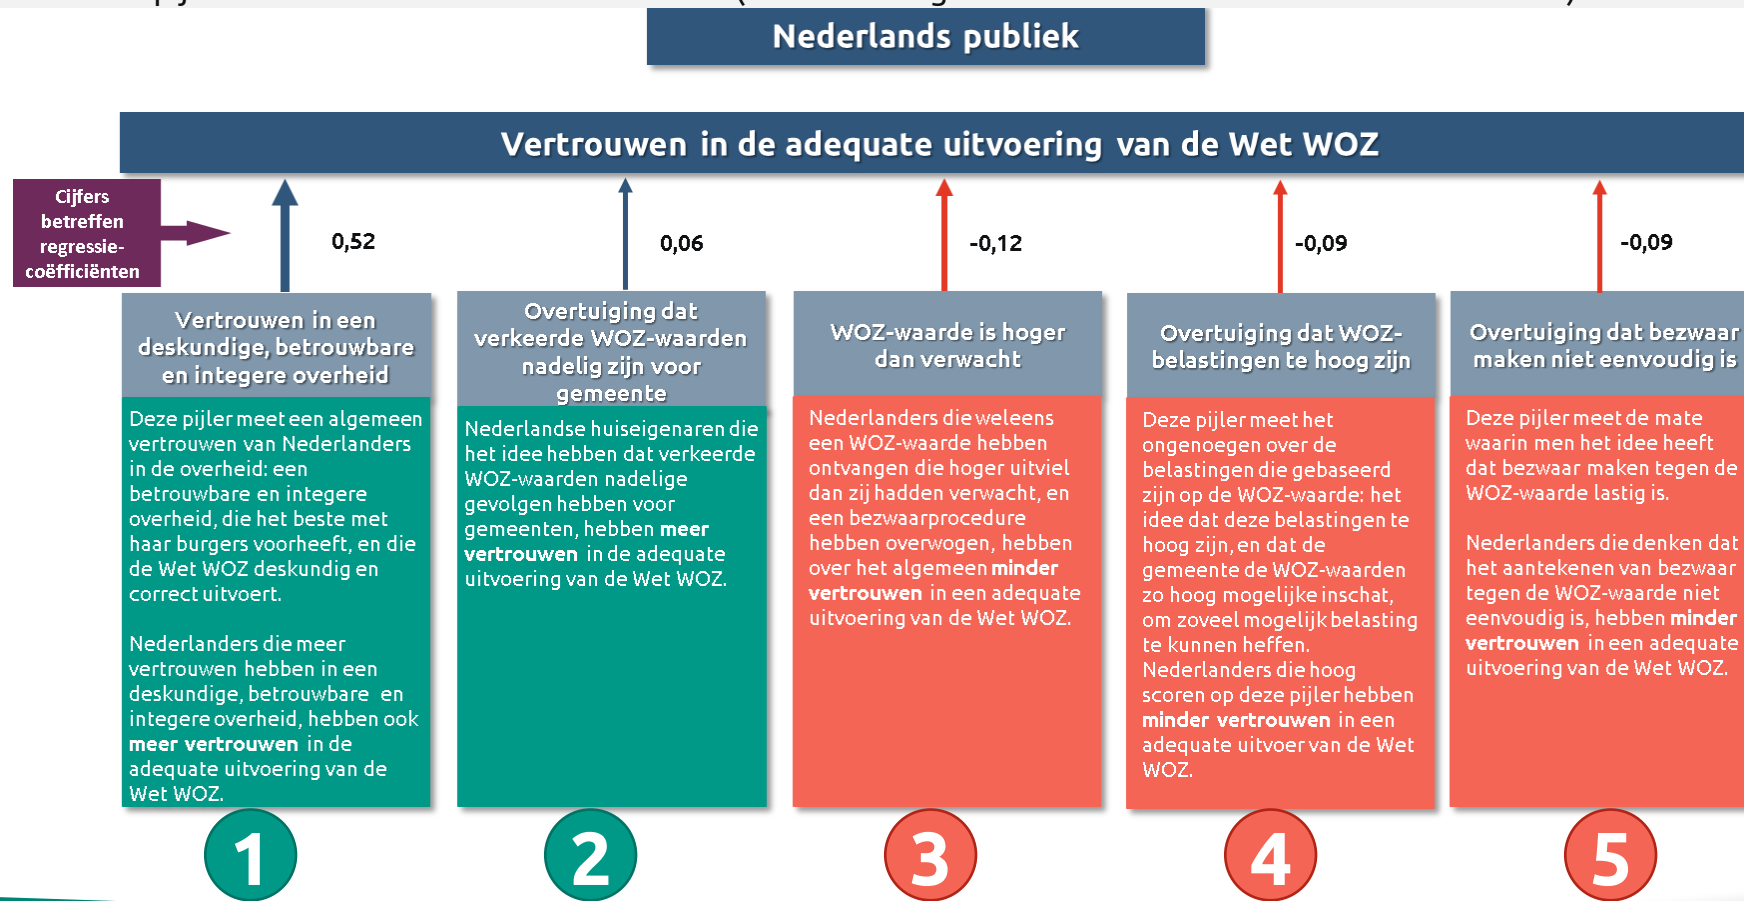 Nederlands publiek
Vertrouwen in de adequate uitvoering van de Wet WOZ
Cijfers
betreffen
regressie-
coëfficiënten
0,52
0,06
-0,12
-0,09
-0,09
Vertrouwen in een
deskundige, betrouwbare
en integere overheid
Deze pijler meet een algemeen
vertrouwen van Nederlanders
in de overheid: een
betrouwbare en integere
overheid, die het beste met
haar burgers voorheeft, en die
de Wet WOZ deskundig en
correct uitvoert.
Nederlanders die meer
vertrouwen hebben in een
deskundige, betrouwbare en
integere overheid, hebben ook
meer vertrouwen in de
adequate uitvoering van de
Wet WOZ.
1
Overtuiging dat
verkeerde WOZ-waarden
nadelig zijn voor
gemeente
Nederlandse huiseigenaren die
het idee hebben dat verkeerde
WOZ-waarden nadelige
gevolgen hebben voor
gemeenten, hebben meer
vertrouwen in de adequate
uitvoering van de Wet WOZ.
2
WOZ-waarde is hoger
dan verwacht
Nederlanders die weleens
een WOZ-waarde hebben
ontvangen die hoger uitviel
dan zij hadden verwacht, en
een bezwaarprocedure
hebben overwogen, hebben
over het algemeen minder
vertrouwen in een adequate
uitvoering van de Wet WOZ.
3
Overtuiging dat WOZ-
belastingen te hoog zijn
Deze pijler meet het
ongenoegen over de
belastingen die gebaseerd
zijn op de WOZ-waarde: het
idee dat deze belastingen te
hoog zijn, en dat de
gemeente de WOZ-waarden
zo hoog mogelijke inschat,
om zoveel mogelijk belasting
te kunnen heffen.
Nederlanders die hoog
scoren op deze pijler hebben
minder vertrouwen in een
adequate uitvoer van de Wet
WOZ.
4
Overtuiging dat bezwaar
maken niet eenvoudig is
Deze pijler meet de mate
waarin men het idee heeft
dat bezwaar maken tegen de
WOZ-waarde lastig is.
Nederlanders die denken dat
het aantekenen van bezwaar
tegen de WOZ-waarde niet
eenvoudig is, hebben minder
vertrouwen in een adequate
uitvoering van de Wet WOZ.
5